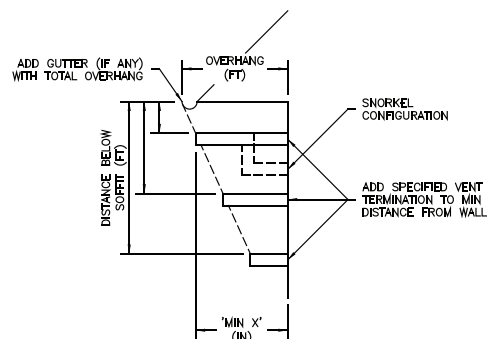 ADD GUTTER (IF ANY)
WITH TOTAL OVERHANG
OVERHANG
(FT)
SNORKEL
CONFIGURATION
DISTANCE BELOW
SOFFIT (FT)
ADD SPECIFIED VENT
TERMINATION TO MIN
DISTANCE FROM WALL
'MIN X'
(IN)